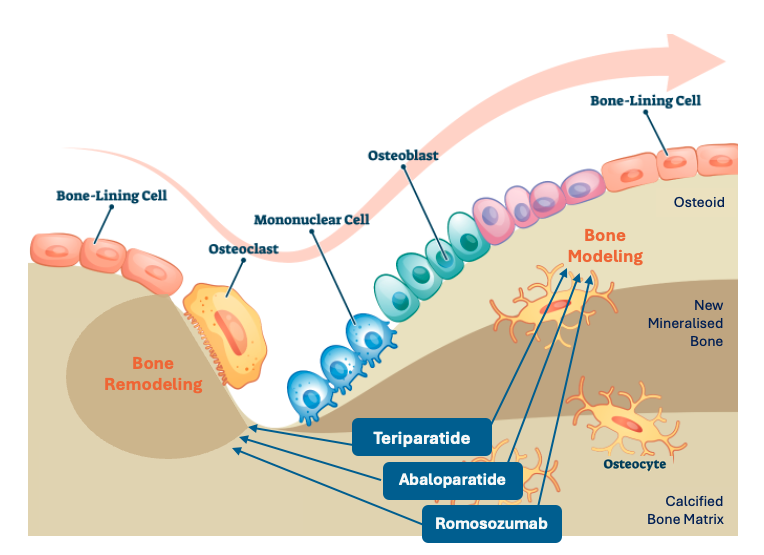 Bone-Lining Cell
Osteoblast
Bone-Lining Cell
Osteoid
Mononuclear Cell
Osteoclast
Bone
Modeling
New
Mineralised
Bone
Bone
Remodeling
Teriparatide
Osteocyte
Abaloparatide
Calcified
Bone Matrix
Romosozumab